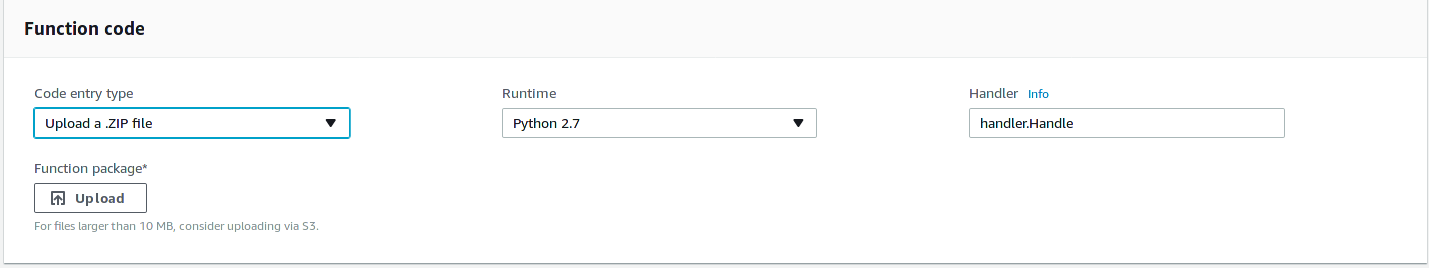 Function code
Code entry type
Runtime
Handler Info
Upload a .ZIP file
Python 2.7
handler.Handle
Function package*
Upload
For files larger than 10 MB, consider uploading via S3.